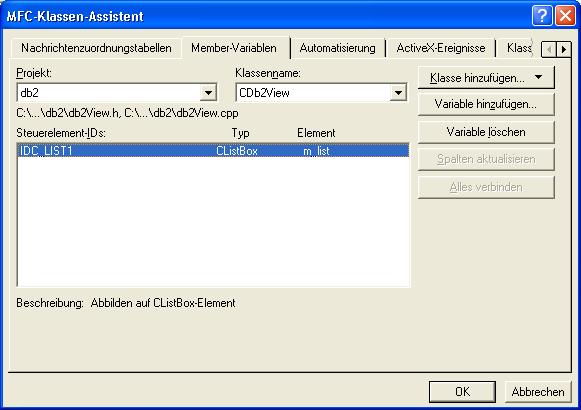 MFC-Klassen-Assistent
Nachrichtenzuordnungstabellen Member-Variablen Automatisierung ActiveX-Ereignisse Klass
Projekt: Klassenname:
db2 CDb2View
Klasse hinzufügen...
C:\...\db2\db2View.h, C:\...\db2\db2View.cpp
Variable hinzufügen...
Steuerelement-IDs: Typ Element
Variable löschen
IDC_LIST1 CListBox m_list
Spalten aktualisieren
Alles verbinden
Beschreibung: Abbilden auf CListBox-Element
OK Abbrechen